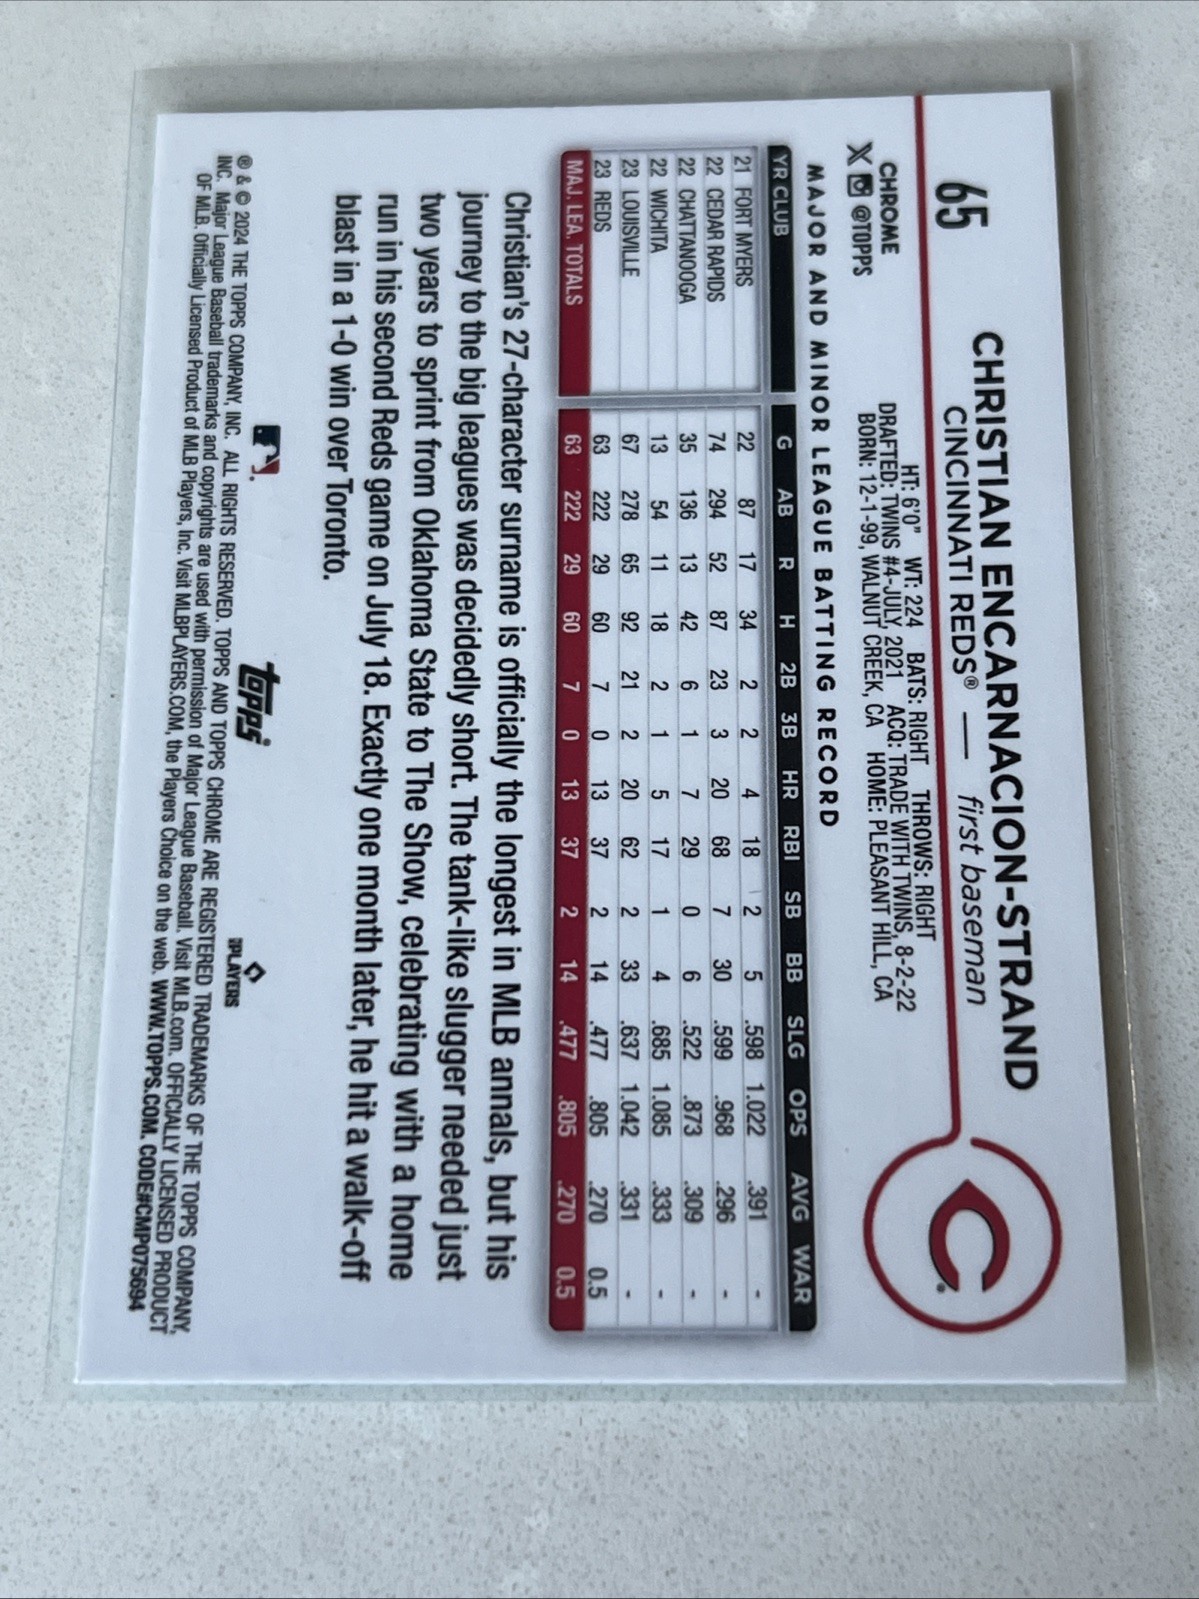 65
CHRISTIAN ENCARNACION-STRAND
CINCINNATI REDS® — first baseman
CHROME
X @TOPPS
HT: 6'0" WT: 224 BATS: RIGHT THROWS: RIGHT
DRAFTED: TWINS #4-JULY, 2021 ACQ: TRADE WITH TWINS, 8-2-22
BORN: 12-1-99, WALNUT CREEK, CA HOME: PLEASANT HILL, CA
C
MAJOR AND MINOR LEAGUE BATTING RECORD
YR CLUB G AB R H 2B 3B HR RBI SB BB SLG OPS AVG WAR
21 FORT MYERS 22 87 17 34 2 2 4 18 2 5 .598 1.022 .391 -
22 CEDAR RAPIDS 74 294 52 87 23 3 20 68 7 30 .599 .968 .296 -
22 CHATTANOOGA 35 136 13 42 6 1 7 29 0 6 .522 .873 .309 -
22 WICHITA 13 54 11 18 2 1 5 17 1 4 .685 1.085 .333 -
23 LOUISVILLE 67 278 65 92 21 2 20 62 2 33 .637 1.042 .331 -
23 REDS 63 222 29 60 7 0 13 37 2 14 .477 .805 .270 0.5
MAJ. LEA. TOTALS 63 222 29 60 7 0 13 37 2 14 .477 .805 .270 0.5
Christian's 27-character surname is officially the longest in MLB annals, but his
journey to the big leagues was decidedly short. The tank-like slugger needed just
two years to sprint from Oklahoma State to The Show, celebrating with a home
run in his second Reds game on July 18. Exactly one month later, he hit a walk-off
blast in a 1-0 win over Toronto.
topps
PLAYERS
® & © 2024 THE TOPPS COMPANY, INC. ALL RIGHTS RESERVED. TOPPS AND TOPPS CHROME ARE REGISTERED TRADEMARKS OF THE TOPPS COMPANY,
INC. Major League Baseball trademarks and copyrights are used with permission of Major League Baseball. Visit MLB.com. OFFICIALLY LICENSED PRODUCT
OF MLB. Officially Licensed Product of MLB Players, Inc. Visit MLBPLAYERS.COM, the Players Choice on the web. WWW.TOPPS.COM. CODE#CMP075694